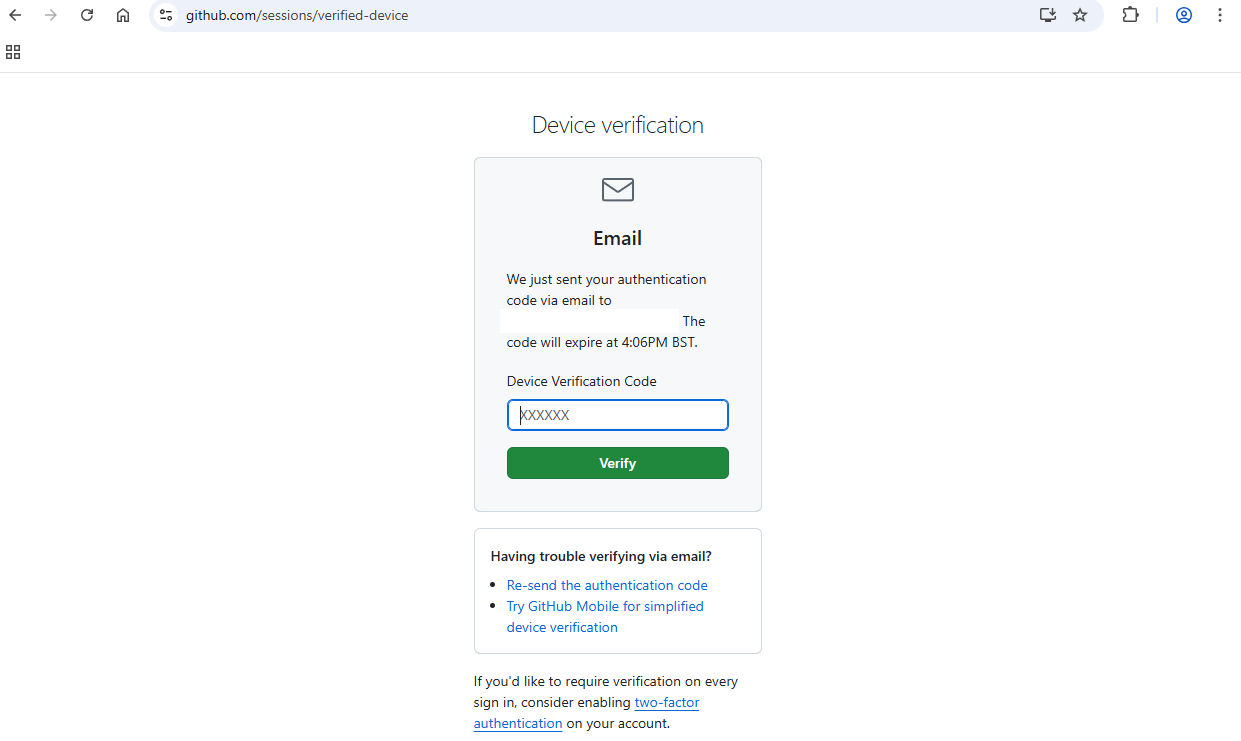 github.com/sessions/verified-device
Device verification
Email
We just sent your authentication
code via email to
The
code will expire at 4:06PM BST.
Device Verification Code
XXXXXX
Verify
Having trouble verifying via email?
Re-send the authentication code
Try GitHub Mobile for simplified
device verification
If you'd like to require verification on every
sign in, consider enabling two-factor
authentication on your account.